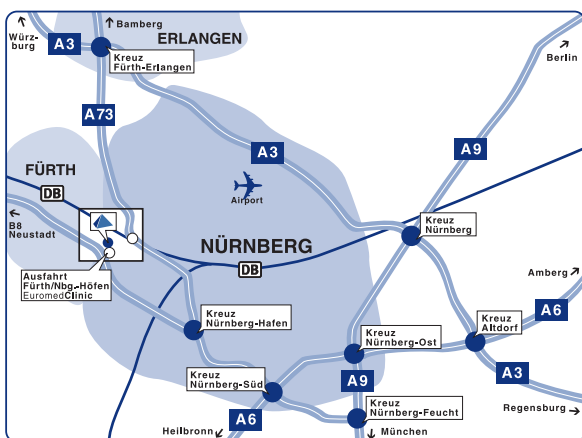 Würz-
burg
Bamberg
ERLANGEN
A3
Kreuz
Fürth-Erlangen
Berlin
A73
A3
A9
FÜRTH
DB
Airport
B8
Neustadt
NÜRNBERG
Kreuz
Nürnberg
DB
Ausfahrt
Fürth/Nbg.-Höfen
EuromedClinic
Amberg
Kreuz
Nürnberg-Hafen
Kreuz
Altdorf
A6
Kreuz
Nürnberg-Ost
Kreuz
Nürnberg-Süd
A9
A3
Kreuz
Nürnberg-Feucht
Regensburg
A6
Heilbronn
München